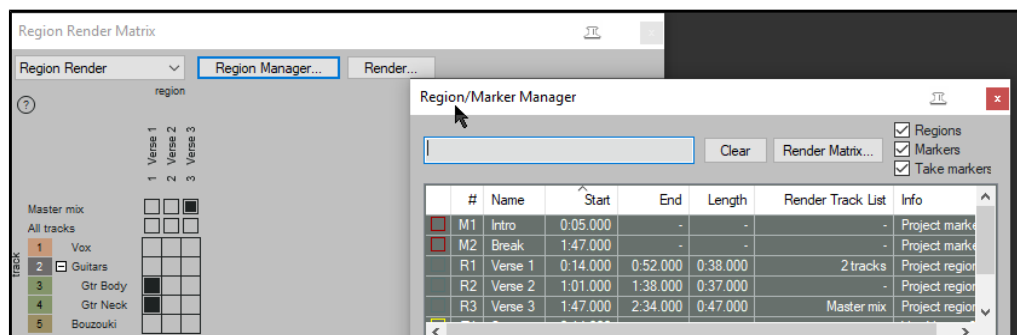 Region Render Matrix
Region Render
Region Manager...
Render...
region
1 Verse 1
2 Verse 2
3 Verse 3
Master mix
All tracks
track
1 Vox
2 Guitars
3 Gtr Body
4 Gtr Neck
5 Bouzouki
Region/Marker Manager
Clear
Render Matrix...
Regions
Markers
Take markers
# Name Start End Length Render Track List Info
M1 Intro 0:05.000 - - - Project marke
M2 Break 1:47.000 - - - Project marke
R1 Verse 1 0:14.000 0:52.000 0:38.000 2 tracks Project region
R2 Verse 2 1:01.000 1:38.000 0:37.000 - Project region
R3 Verse 3 1:47.000 2:34.000 0:47.000 Master mix Project region